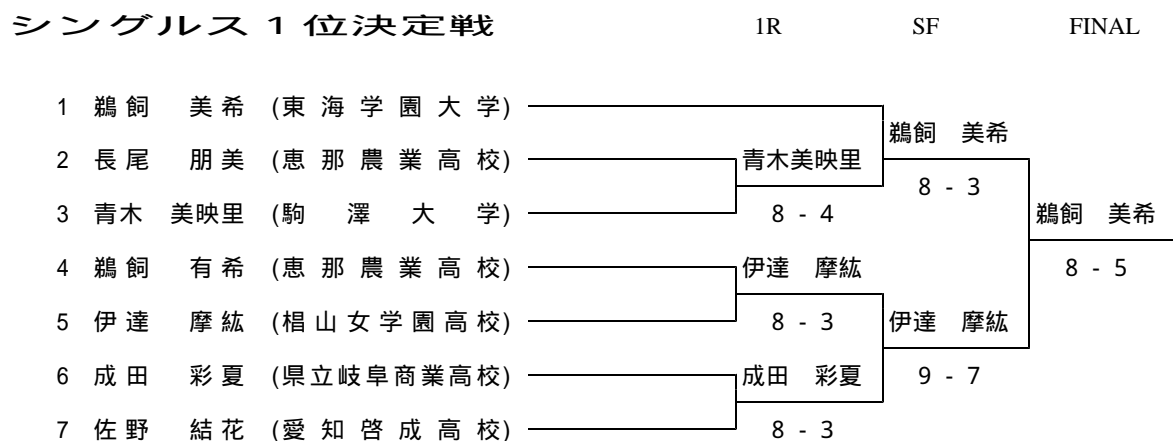 シングルス１位決定戦 1R SF FINAL
1 鵜飼 美希 (東海学園大学)
鵜飼 美希
2 長尾 朋美 (恵那農業高校) 青木美映里
8 - 3
3 青木 美映里 (駒澤大学) 8 - 4 鵜飼 美希
4 鵜飼 有希 (恵那農業高校) 伊達 摩紘 8 - 5
5 伊達 摩紘 (椙山女学園高校) 8 - 3 伊達 摩紘
6 成田 彩夏 (県立岐阜商業高校) 成田 彩夏 9 - 7
7 佐野 結花 (愛知啓成高校) 8 - 3